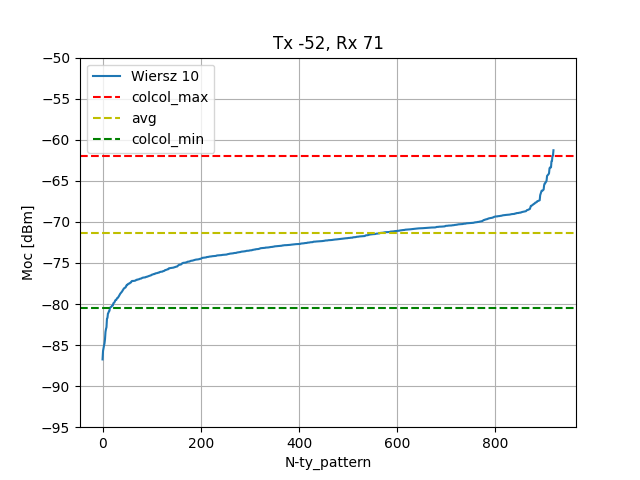 Tx -52, Rx 71
−50
−55
−60
−65
−70
−75
−80
−85
−90
−95
Moc [dBm]
Wiersz 10
colcol_max
avg
colcol_min
0 200 400 600 800
N-ty_pattern